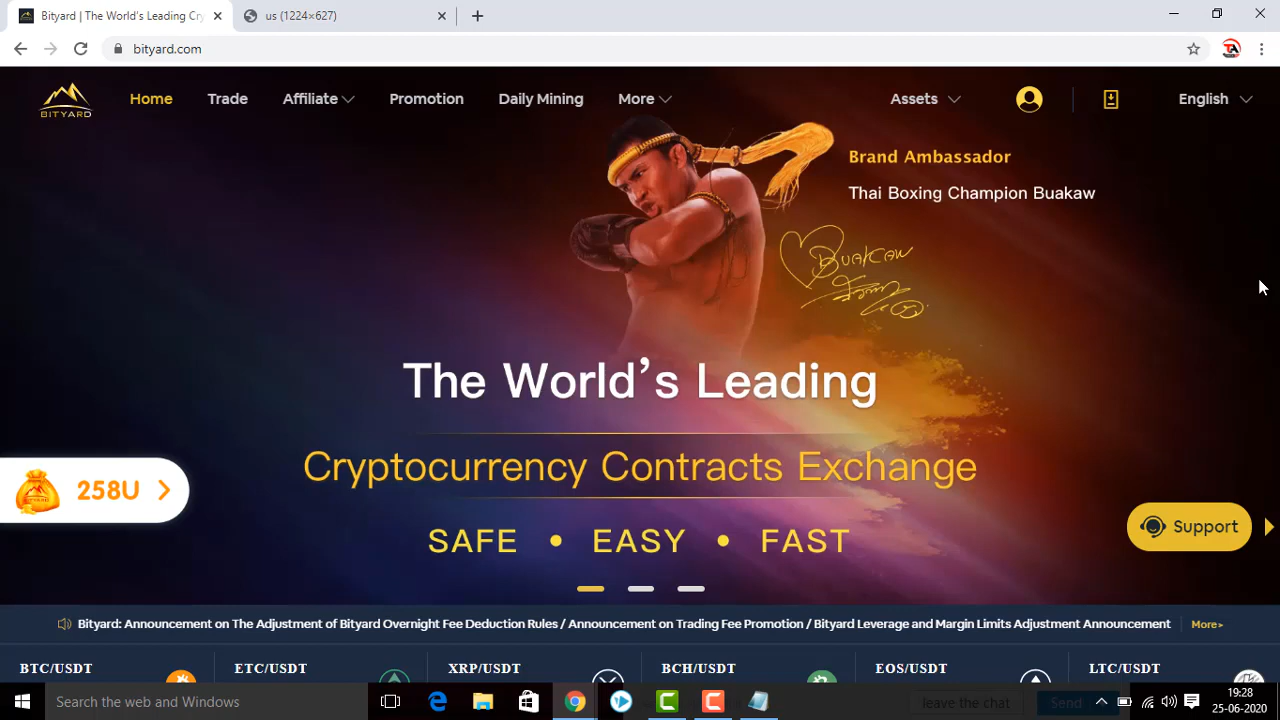 Bityard | The World's Leading Cr
us (1224×627)
bityard.com
BITYARD
Home
Trade
Affiliate
Promotion
Daily Mining
More
Assets
English
Brand Ambassador
Thai Boxing Champion Buakaw
BUAKAW
The World's Leading
Cryptocurrency Contracts Exchange
258U
SAFE • EASY • FAST
Support
Bityard: Announcement on The Adjustment of Bityard Overnight Fee Deduction Rules / Announcement on Trading Fee Promotion / Bityard Leverage and Margin Limits Adjustment Announcement
More>
BTC/USDT
ETC/USDT
XRP/USDT
BCH/USDT
EOS/USDT
LTC/USDT
Search the web and Windows
leave the chat
Send
19:28
25-06-2020